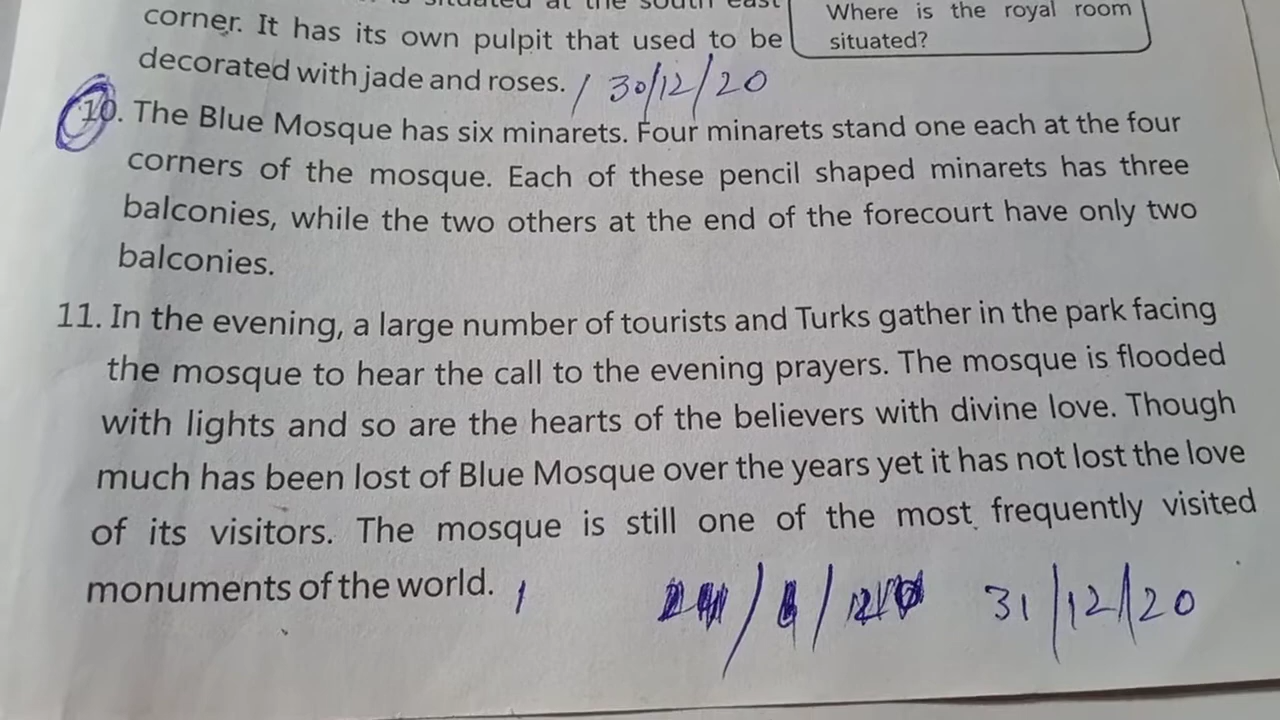 situated at the south east
corner. It has its own pulpit that used to be
decorated with jade and roses. / 30/12/20
Where is the royal room
situated?
10. The Blue Mosque has six minarets. Four minarets stand one each at the four
corners of the mosque. Each of these pencil shaped minarets has three
balconies, while the two others at the end of the forecourt have only two
balconies.
11. In the evening, a large number of tourists and Turks gather in the park facing
the mosque to hear the call to the evening prayers. The mosque is flooded
with lights and so are the hearts of the believers with divine love. Though
much has been lost of Blue Mosque over the years yet it has not lost the love
of its visitors. The mosque is still one of the most frequently visited
monuments of the world. /
31/12/20